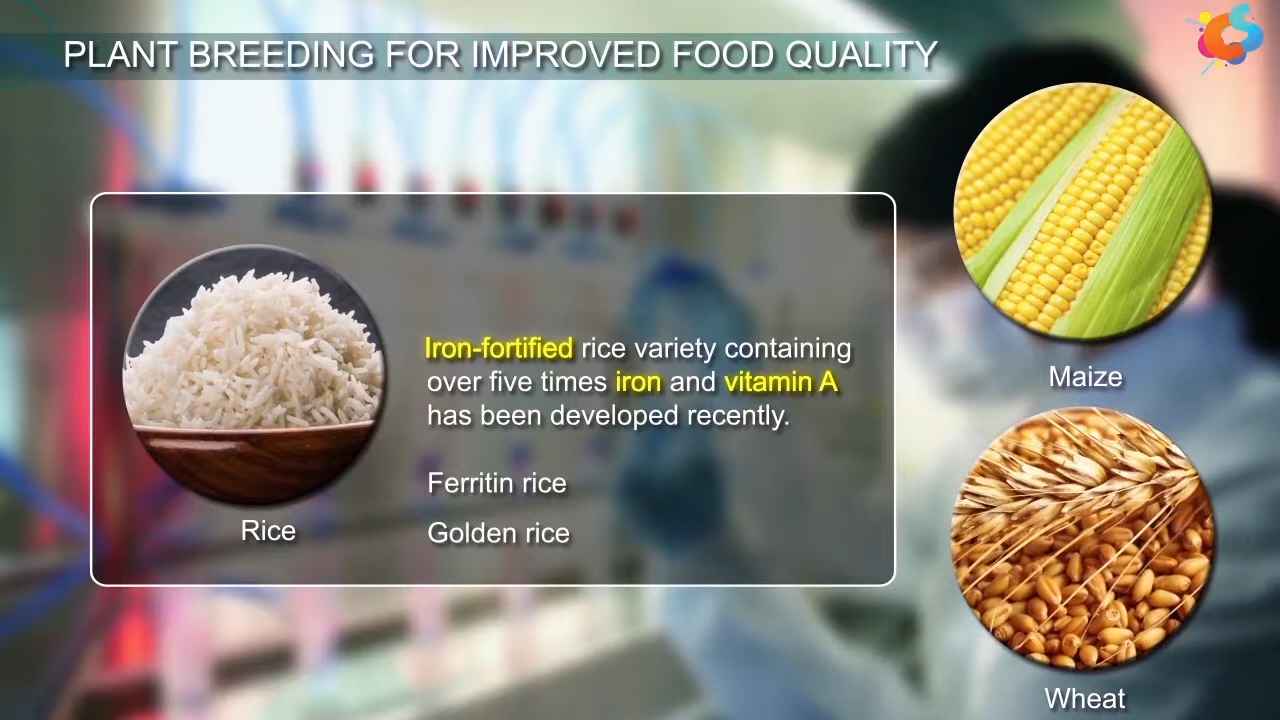 PLANT BREEDING FOR IMPROVED FOOD QUALITY
Iron-fortified rice variety containing
over five times iron and vitamin A
has been developed recently.
Ferritin rice
Golden rice
Rice
Maize
Wheat